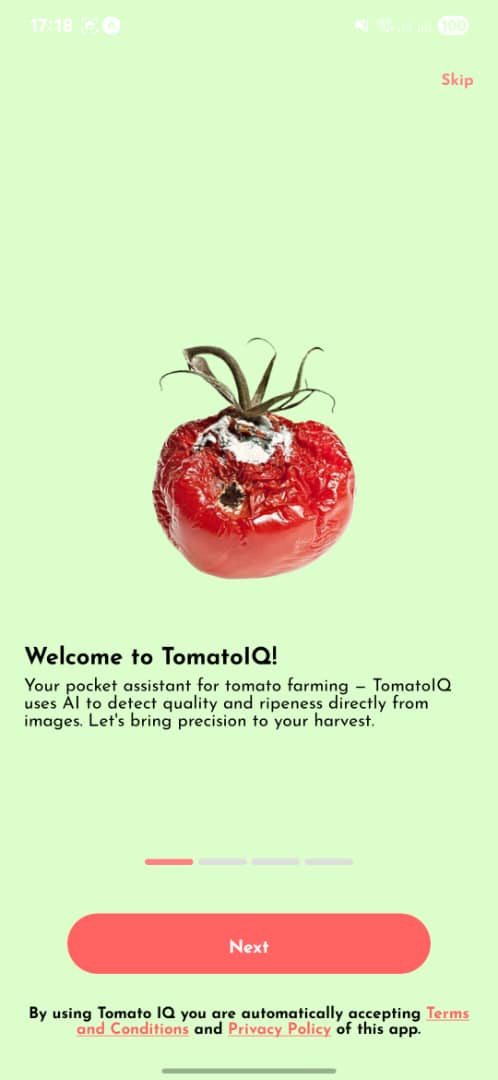 17:18
100
Skip
Welcome to TomatoIQ!
Your pocket assistant for tomato farming – TomatoIQ
uses AI to detect quality and ripeness directly from
images. Let's bring precision to your harvest.
Next
By using Tomato IQ you are automatically accepting Terms
and Conditions and Privacy Policy of this app.